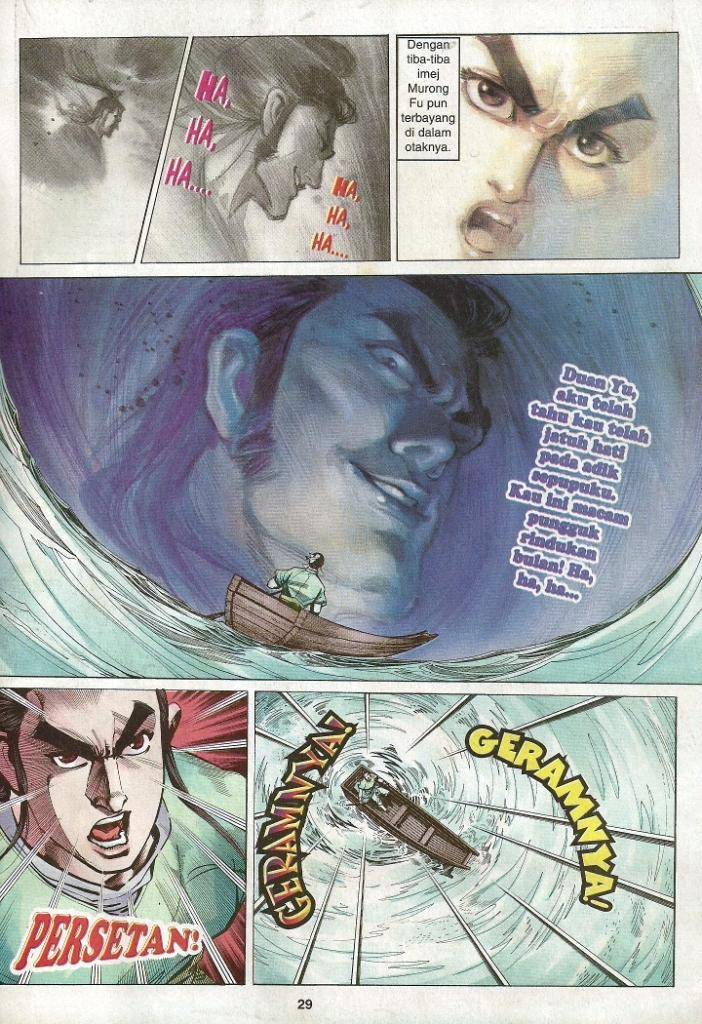 HA,
HA,
HA....
HA,
HA,
HA....
Dengan
tiba-tiba
imej
Murong
Fu pun
terbayang
di dalam
otaknya.
Duan Yu,
aku telah
tahu kau telah
jatuh hati
pada adik
sepupuku.
Kau ini macam
pungguk
rindukan
bulan! Ha,
ha, ha...
PERSETAN!
GERAMNYA!
GERAMNYA!
29